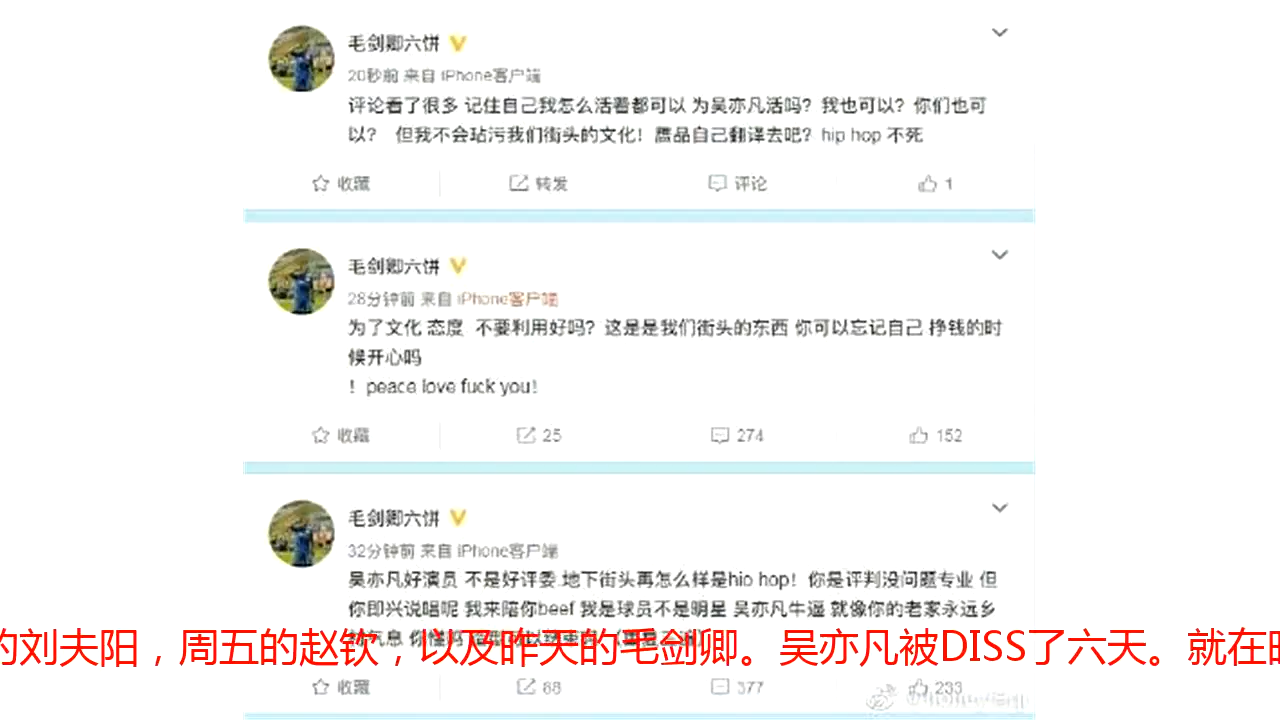 毛剑卿六饼
20秒前 来自 iPhone客户端
评论看了很多 记住自己我怎么活着都可以 为吴亦凡活吗？我也可以？你们也可
以？ 但我不会玷污我们街头的文化！赝品自己翻译去吧？hip hop 不死
收藏 转发 评论 1
毛剑卿六饼
28分钟前 来自 iPhone客户端
为了文化 态度 不要利用好吗？这是是我们街头的东西 你可以忘记自己 挣钱的时
候开心吗
！peace love fuck you!
收藏 25 274 152
毛剑卿六饼
32分钟前 来自 iPhone客户端
吴亦凡好演员 不是好评委 地下街头再怎么样是hio hop！你是评判没问题专业 但
你即兴说唱呢 我来陪你beef 我是球员不是明星 吴亦凡牛逼 就像你的老家永远乡
气息 你懂吗
的刘夫阳，周五的赵钦，以及昨天的毛剑卿。吴亦凡被DISS了六天。就在
收藏 68 377 233